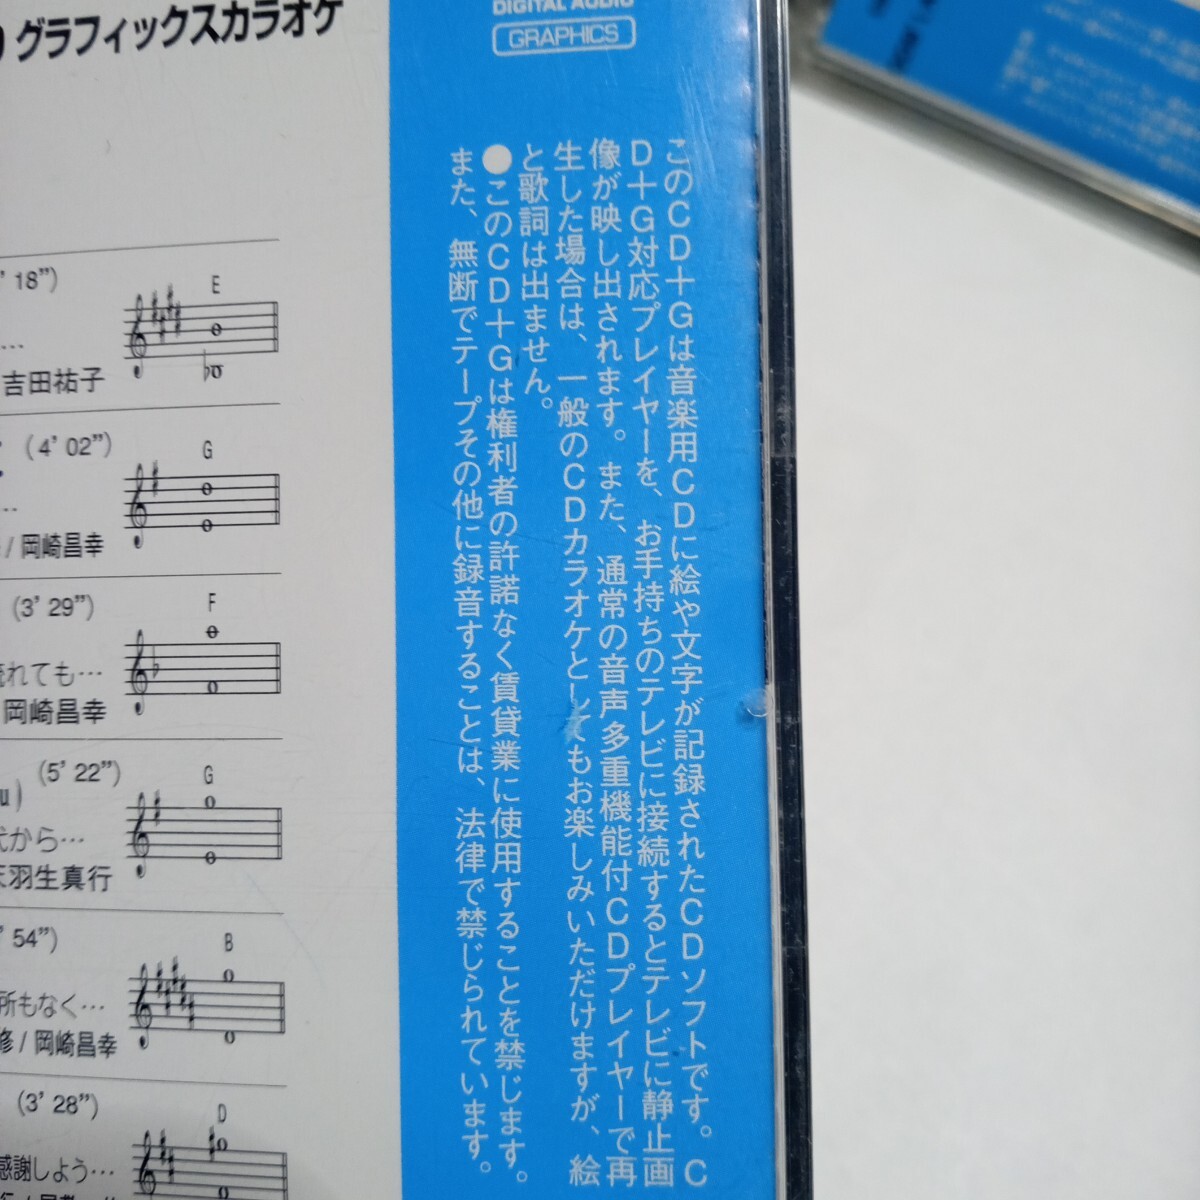 グラフィックスカラオケ
DIGITAL AUDIO
GRAPHICS
このCD+Gは音楽用CDに絵や文字が記録されたCDソフトです。C
D+G対応プレイヤーを、お手持ちのテレビに接続するとテレビに静止画
像が映し出されます。また、通常の音声多重機能付CDプレイヤーで再
生した場合は、一般のCDカラオケとしてもお楽しみいただけますが、絵
と歌詞は出ません。
●このCD+Gは権利者の許諾なく賃貸業に使用することを禁じます。
また、無断でテープその他に録音することは、法律で禁じられています。
18”)
E
…
吉田祐子
(4’02”)
G
…
/岡崎昌幸
(3’29”)
F
れても…
岡崎昌幸
(5’22”)
G
u)
から…
羽生真行
’54”)
B
所もなく…
修/岡崎昌幸
(3’28”)
D
感謝しよう…